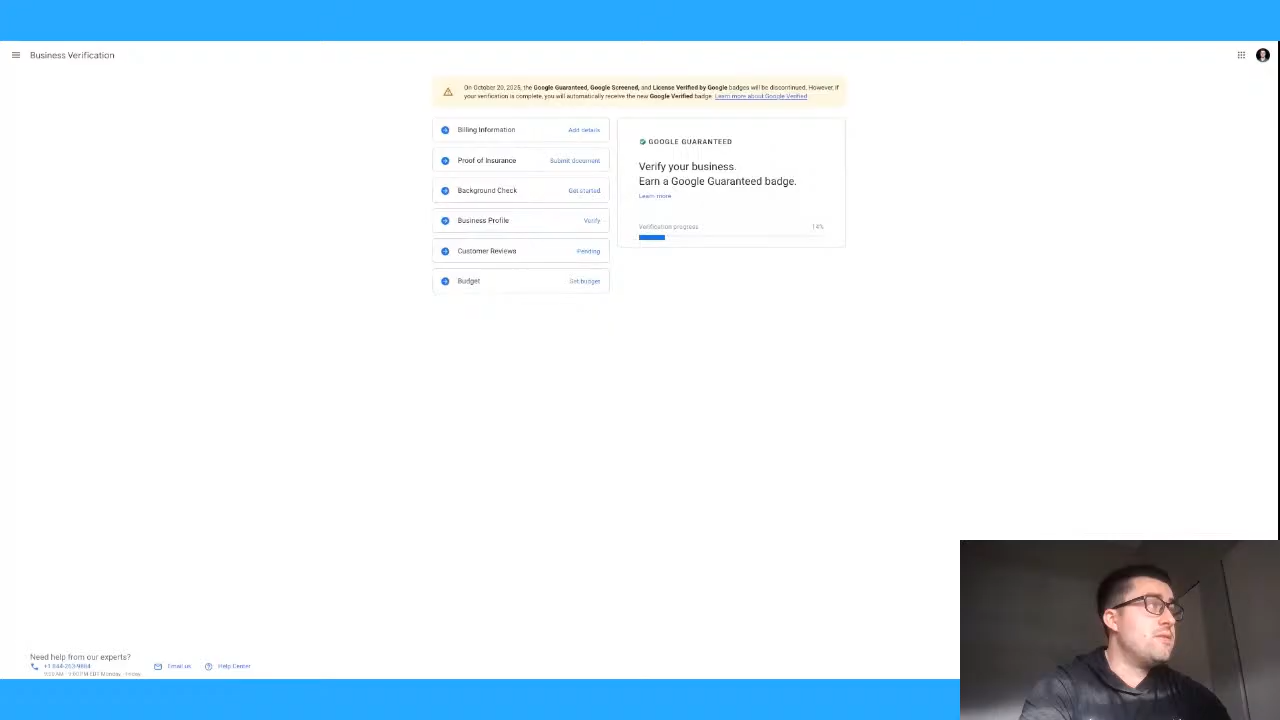 Business Verification
On October 20, 2025, the Google Guaranteed, Google Screened, and License Verified by Google badges will be discontinued. However, if
your verification is complete, you will automatically receive the new Google Verified badge. Learn more about Google Verified
Billing Information Add details
Proof of Insurance Submit document
Background Check Get started
Business Profile Verify
Customer Reviews Pending
Budget Set budget
GOOGLE GUARANTEED
Verify your business.
Earn a Google Guaranteed badge.
Learn more
Verification progress 14%
Need help from our experts?
Email us Help Center